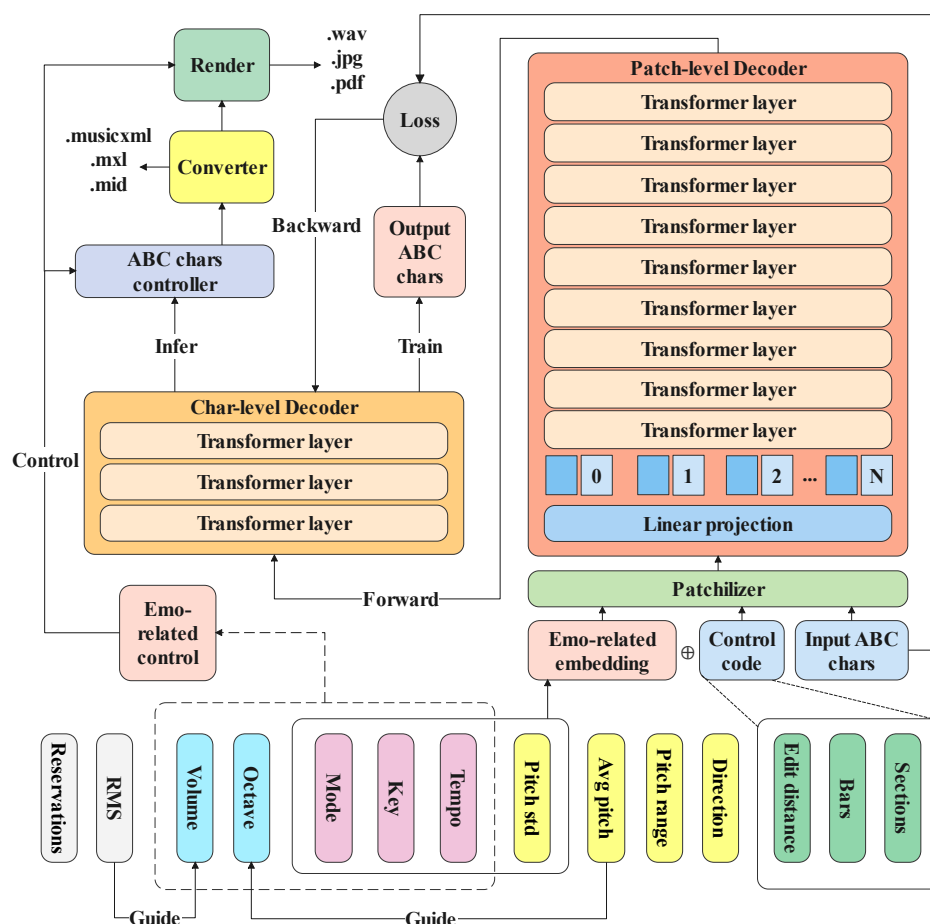 .wav
.jpg
.pdf
Render
.musicxml
.mxl
.mid
Converter
Loss
Backward
Output
ABC
chars
ABC chars
controller
Infer
Train
Char-level Decoder
Transformer layer
Transformer layer
Transformer layer
Control
Forward
Emo-
related
control
Patch-level Decoder
Transformer layer
Transformer layer
Transformer layer
Transformer layer
Transformer layer
Transformer layer
Transformer layer
Transformer layer
Transformer layer
0 1 2 ... N
Linear projection
Patchilizer
Emo-related
embedding
⊕
Control
code
Input ABC
chars
Reservations
RMS
Volume
Octave
Mode
Key
Tempo
Pitch std
Avg pitch
Pitch range
Direction
Edit distance
Bars
Sections
Guide
Guide